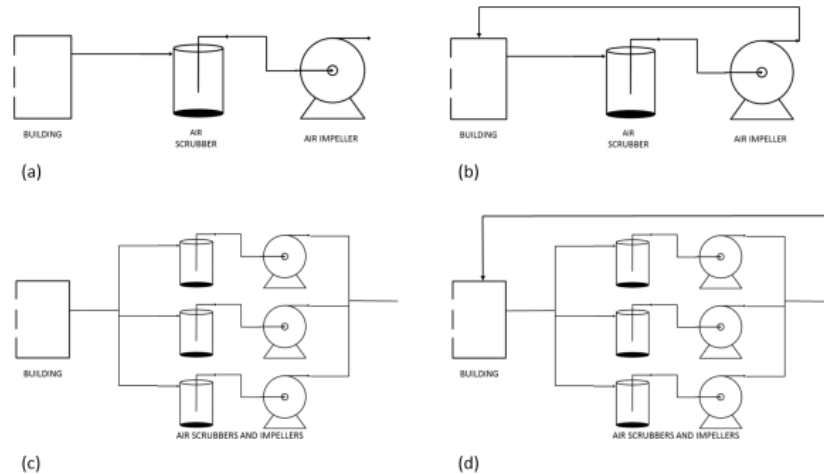 BUILDING
AIR
SCRUBBER
AIR IMPELLER
(a)
BUILDING
AIR
SCRUBBER
AIR IMPELLER
(b)
BUILDING
AIR SCRUBBERS AND IMPELLERS
(c)
BUILDING
AIR SCRUBBERS AND IMPELLERS
(d)